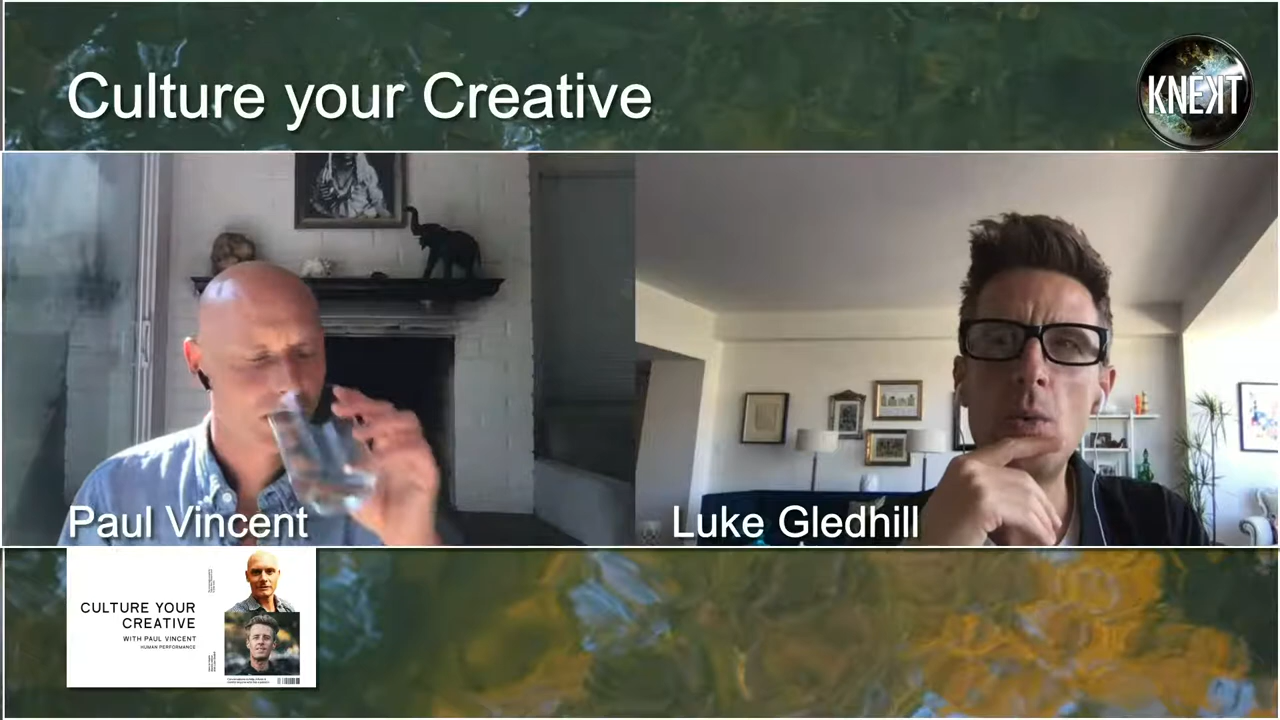 Culture your Creative
KNEKT
Paul Vincent
Luke Gledhill
CULTURE YOUR
CREATIVE
WITH PAUL VINCENT
HUMAN PERFORMANCE